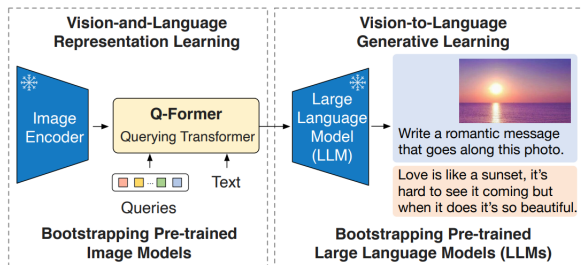 Vision-and-Language
Representation Learning
Vision-to-Language
Generative Learning
Image
Encoder
Q-Former
Querying Transformer
...
Queries
Text
Large
Language
Model
(LLM)
Write a romantic message
that goes along this photo.
Love is like a sunset, it's
hard to see it coming but
when it does it's so beautiful.
Bootstrapping Pre-trained
Image Models
Bootstrapping Pre-trained
Large Language Models (LLMs)